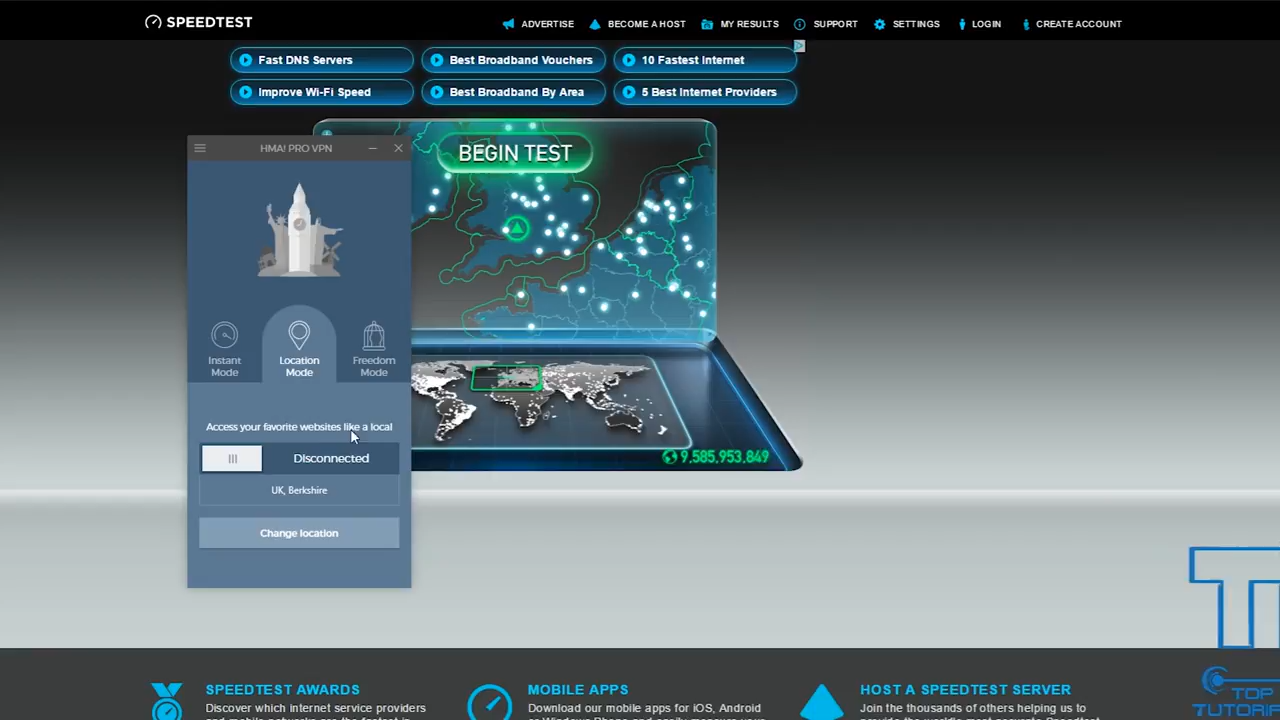 SPEEDTEST
ADVERTISE
BECOME A HOST
MY RESULTS
SUPPORT
SETTINGS
LOGIN
CREATE ACCOUNT
Fast DNS Servers
Best Broadband Vouchers
10 Fastest Internet
Improve Wi-Fi Speed
Best Broadband By Area
5 Best Internet Providers
HMA! PRO VPN
BEGIN TEST
Instant
Mode
Location
Mode
Freedom
Mode
Access your favorite websites like a local
Disconnected
UK, Berkshire
Change location
9,585,953,849
SPEEDTEST AWARDS
Discover which internet service providers
MOBILE APPS
Download our mobile apps for iOS, Android
HOST A SPEEDTEST SERVER
Join the thousands of others helping us to
T
TOP
TUTORIA